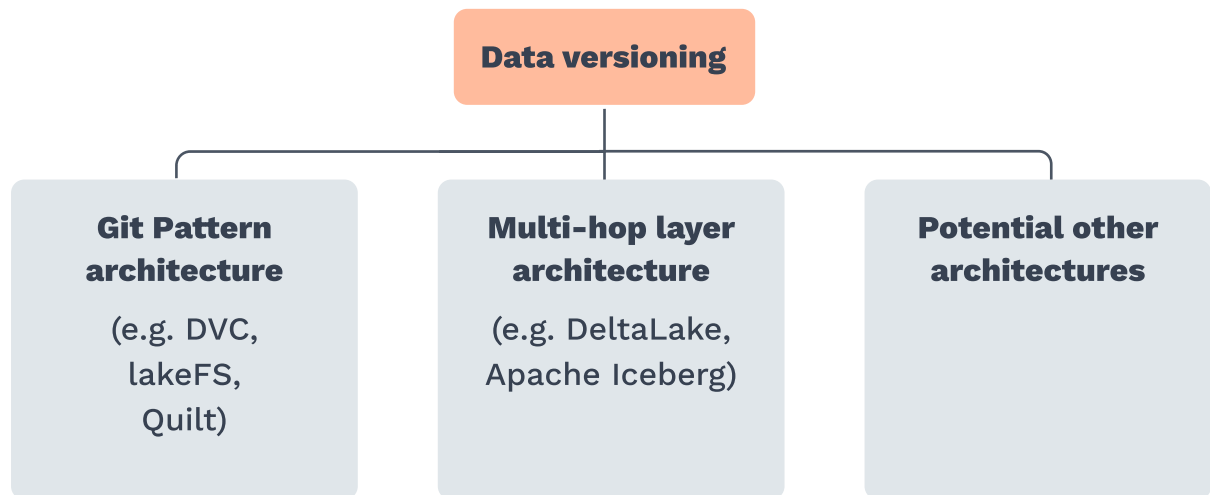 Data versioning
Git Pattern
architecture
(e.g. DVC,
lakeFS,
Quilt)
Multi-hop layer
architecture
(e.g. DeltaLake,
Apache Iceberg)
Potential other
architectures